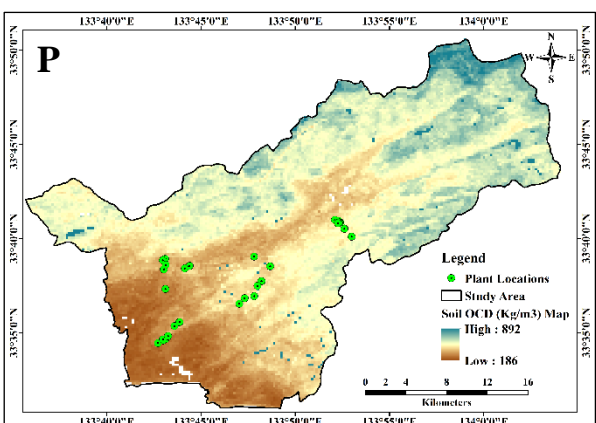 133°40'0"E 133°45'0"E 133°50'0"E 133°55'0"E 134°0'0"E
P
N
W E
S
33°50'0"N 33°50'0"N
33°45'0"N 33°45'0"N
33°40'0"N 33°40'0"N
33°35'0"N 33°35'0"N
Legend
Plant Locations
Study Area
Soil OCD (Kg/m3) Map
High : 892
Low : 186
0 2 4 8 12 16
Kilometers
133°40'0"E 133°45'0"E 133°50'0"E 133°55'0"E 134°0'0"E